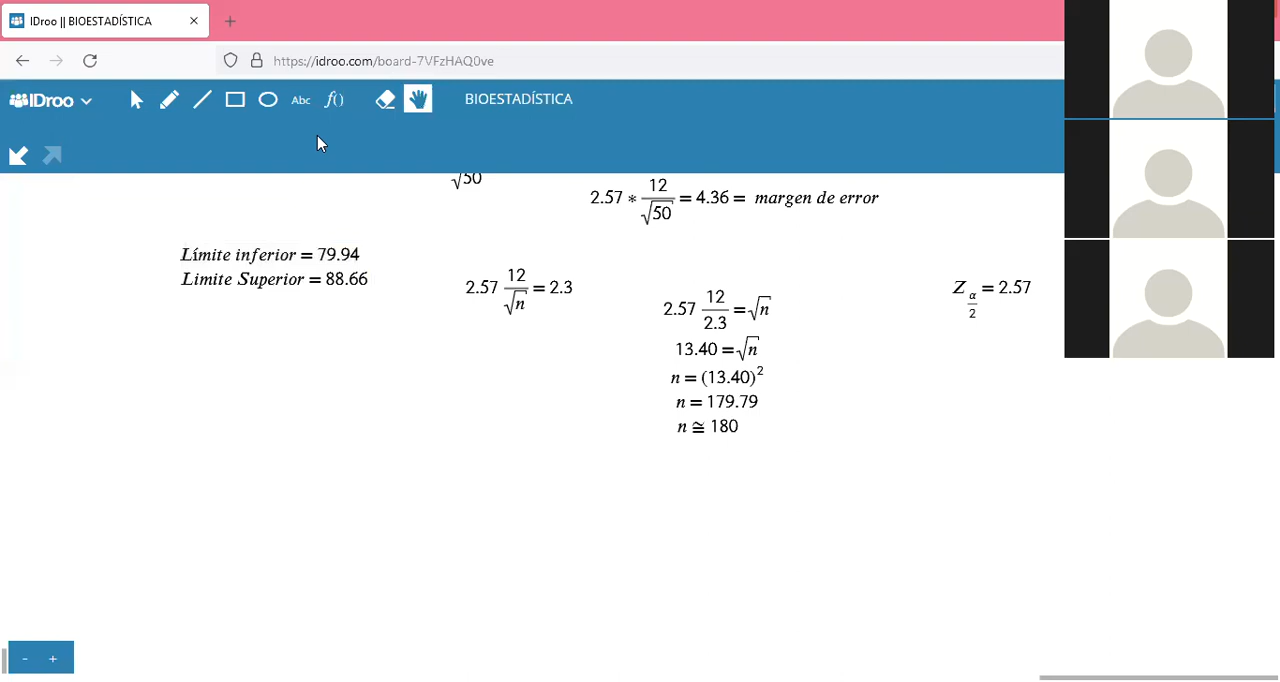 IDroo || BIOESTADÍSTICA
https://idroo.com/board-7VFzHAQ0ve
IDroo
Abc
f()
BIOESTADÍSTICA
√50
2.57 * 12/√50 = 4.36 = margen de error
Límite inferior = 79.94
Limite Superior = 88.66
2.57 12/√n = 2.3
2.57 12/2.3 = √n
13.40 = √n
n = (13.40)²
n = 179.79
n ≅ 180
Z α/2 = 2.57
- +